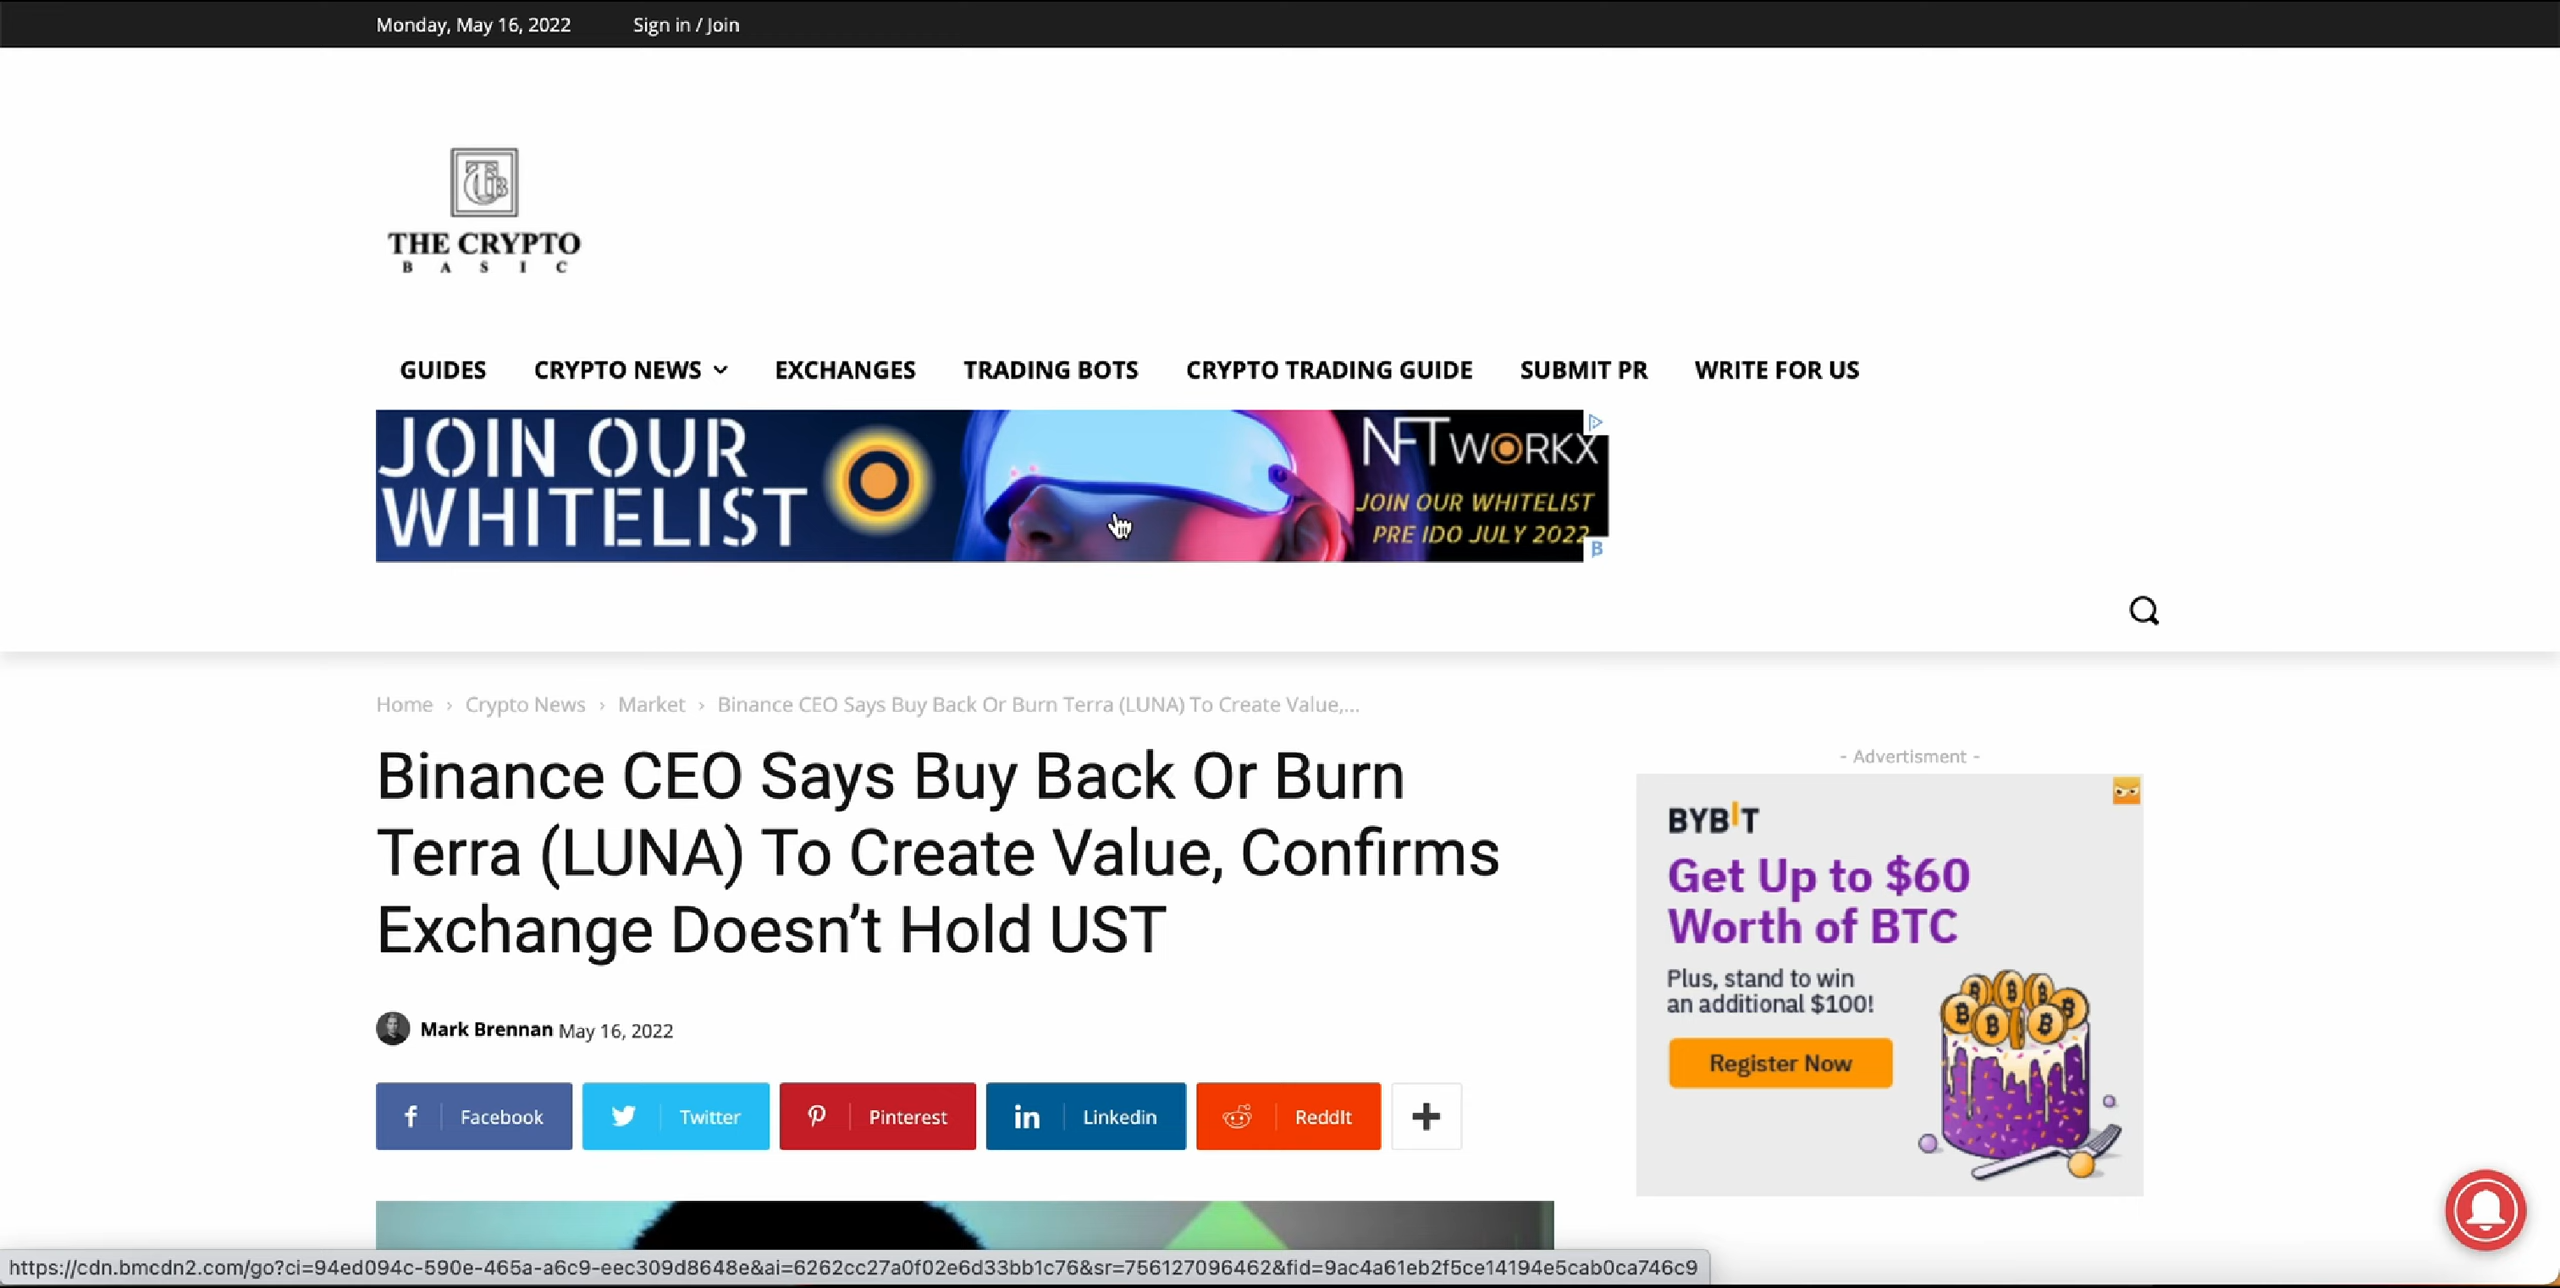 Monday, May 16, 2022 Sign in / Join
TCB
THE CRYPTO
BASIC
GUIDES CRYPTO NEWS EXCHANGES TRADING BOTS CRYPTO TRADING GUIDE SUBMIT PR WRITE FOR US
JOIN OUR
WHITELIST
NFTWORKX
JOIN OUR WHITELIST
PRE IDO JULY 2022
Home › Crypto News › Market › Binance CEO Says Buy Back Or Burn Terra (LUNA) To Create Value,...
Binance CEO Says Buy Back Or Burn
Terra (LUNA) To Create Value, Confirms
Exchange Doesn’t Hold UST
Mark Brennan May 16, 2022
Facebook Twitter Pinterest Linkedin ReddIt
- Advertisment -
BYBIT
Get Up to $60
Worth of BTC
Plus, stand to win
an additional $100!
Register Now
https://cdn.bmcdn2.com/go?ci=94ed094c-590e-465a-a6c9-eec309d8648e&ai=6262cc27a0f02e6d33bb1c76&sr=756127096462&fid=9ac4a61eb2f5ce14194e5cab0ca746c9